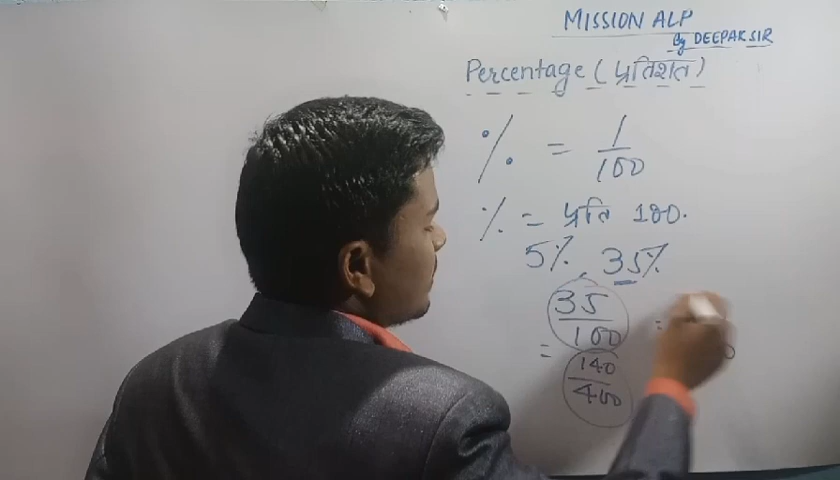 MISSION ALP
By DEEPAK SIR
Percentage (प्रतिशत)
% = 1/100
% = प्रति 100.
5%, 35%
35/100 =
= 140/400